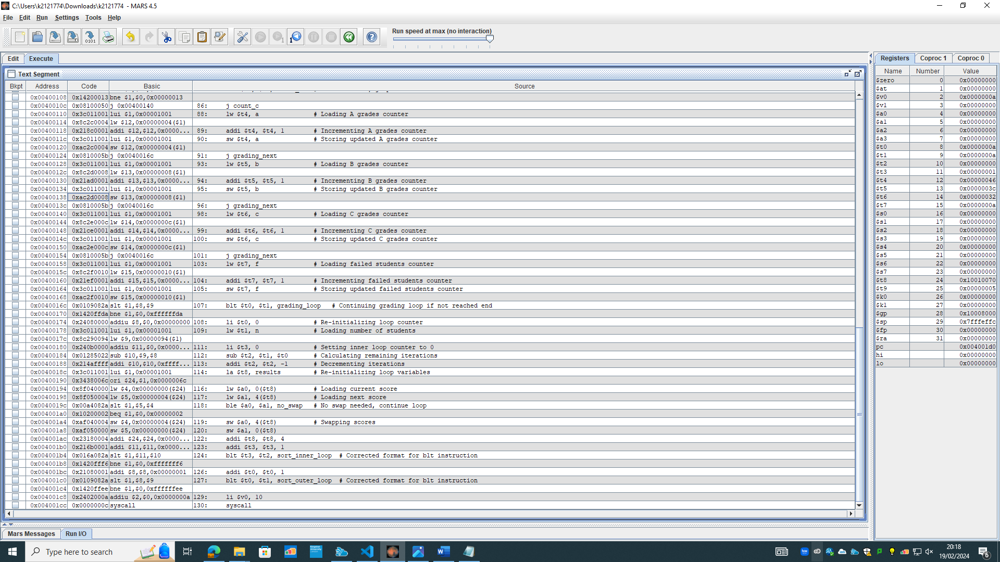 C:\Users\k2121774\Downloads\k2121774 - MARS 4.5
File Edit Run Settings Tools Help
Run speed at max (no interaction)
Edit Execute
Text Segment
Bkpt Address Code Basic Source
0x00400108 0x14200013 bne $1,$0,0x00000013
0x0040010c 0x08100050 j 0x00400140 86: j count_c
0x00400110 0x3c011001 lui $1,0x00001001 88: lw $t4, a # Loading A grades counter
0x00400114 0x8c2c0004 lw $12,0x00000004($1)
0x00400118 0x218c0001 addi $12,$12,0x0000... 89: addi $t4, $t4, 1 # Incrementing A grades counter
0x0040011c 0x3c011001 lui $1,0x00001001 90: sw $t4, a # Storing updated A grades counter
0x00400120 0xac2c0004 sw $12,0x00000004($1)
0x00400124 0x0810005b j 0x0040016c 91: j grading_next
0x00400128 0x3c011001 lui $1,0x00001001 93: lw $t5, b # Loading B grades counter
0x0040012c 0x8c2d0008 lw $13,0x00000008($1)
0x00400130 0x21ad0001 addi $13,$13,0x0000... 94: addi $t5, $t5, 1 # Incrementing B grades counter
0x00400134 0x3c011001 lui $1,0x00001001 95: sw $t5, b # Storing updated B grades counter
0x00400138 0xac2d0008 sw $13,0x00000008($1)
0x0040013c 0x0810005b j 0x0040016c 96: j grading_next
0x00400140 0x3c011001 lui $1,0x00001001 98: lw $t6, c # Loading C grades counter
0x00400144 0x8c2e000c lw $14,0x0000000c($1)
0x00400148 0x21ce0001 addi $14,$14,0x0000... 99: addi $t6, $t6, 1 # Incrementing C grades counter
0x0040014c 0x3c011001 lui $1,0x00001001 100: sw $t6, c # Storing updated C grades counter
0x00400150 0xac2e000c sw $14,0x0000000c($1)
0x00400154 0x0810005b j 0x0040016c 101: j grading_next
0x00400158 0x3c011001 lui $1,0x00001001 103: lw $t7, f # Loading failed students counter
0x0040015c 0x8c2f0010 lw $15,0x00000010($1)
0x00400160 0x21ef0001 addi $15,$15,0x0000... 104: addi $t7, $t7, 1 # Incrementing failed students counter
0x00400164 0x3c011001 lui $1,0x00001001 105: sw $t7, f # Storing updated failed students counter
0x00400168 0xac2f0010 sw $15,0x00000010($1)
0x0040016c 0x0109082a slt $1,$8,$9 107: blt $t0, $t1, grading_loop # Continuing grading loop if not reached end
0x00400170 0x1420ffda bne $1,$0,0xffffffda
0x00400174 0x24080000 addiu $8,$0,0x00000000 108: li $t0, 0 # Re-initializing loop counter
0x00400178 0x3c011001 lui $1,0x00001001 109: lw $t1, n # Loading number of students
0x0040017c 0x8c290094 lw $9,0x00000094($1)
0x00400180 0x240b0000 addiu $11,$0,0x0000... 111: li $t3, 0 # Setting inner loop counter to 0
0x00400184 0x01285022 sub $10,$9,$8 112: sub $t2, $t1, $t0 # Calculating remaining iterations
0x00400188 0x214affff addi $10,$10,0xffff... 113: addi $t2, $t2, -1 # Decrementing iterations
0x0040018c 0x3c011001 lui $1,0x00001001 114: la $t8, results # Re-initializing loop variables
0x00400190 0x3438006c ori $24,$1,0x0000006c
0x00400194 0x8f040000 lw $4,0x00000000($24) 116: lw $a0, 0($t8) # Loading current score
0x00400198 0x8f050004 lw $5,0x00000004($24) 117: lw $a1, 4($t8) # Loading next score
0x0040019c 0x00a4082a slt $1,$5,$4 118: ble $a0, $a1, no_swap # No swap needed, continue loop
0x004001a0 0x10200002 beq $1,$0,0x00000002
0x004001a4 0xaf040004 sw $4,0x00000004($24) 119: sw $a0, 4($t8) # Swapping scores
0x004001a8 0xaf050000 sw $5,0x00000000($24) 120: sw $a1, 0($t8)
0x004001ac 0x23180004 addi $24,$24,0x0000... 122: addi $t8, $t8, 4
0x004001b0 0x216b0001 addi $11,$11,0x0000... 123: addi $t3, $t3, 1
0x004001b4 0x016a082a slt $1,$11,$10 124: blt $t3, $t2, sort_inner_loop # Corrected format for blt instruction
0x004001b8 0x1420fff6 bne $1,$0,0xfffffff6
0x004001bc 0x21080001 addi $8,$8,0x00000001 126: addi $t0, $t0, 1
0x004001c0 0x0109082a slt $1,$8,$9 127: blt $t0, $t1, sort_outer_loop # Corrected format for blt instruction
0x004001c4 0x1420ffee bne $1,$0,0xffffffee
0x004001c8 0x2402000a addiu $2,$0,0x0000000a 129: li $v0, 10
0x004001cc 0x0000000c syscall 130: syscall
Mars Messages Run I/O
Registers Coproc 1 Coproc 0
Name Number Value
$zero 0 0x00000000
$at 1 0x00000000
$v0 2 0x0000000a
$v1 3 0x00000000
$a0 4 0x00000000
$a1 5 0x00000000
$a2 6 0x00000000
$a3 7 0x00000000
$t0 8 0x0000000a
$t1 9 0x0000000a
$t2 10 0x00000000
$t3 11 0x00000001
$t4 12 0x00000046
$t5 13 0x0000003c
$t6 14 0x00000032
$t7 15 0x0000000a
$s0 16 0x00000000
$s1 17 0x00000000
$s2 18 0x00000000
$s3 19 0x00000000
$s4 20 0x00000000
$s5 21 0x00000000
$s6 22 0x00000000
$s7 23 0x00000000
$t8 24 0x10010070
$t9 25 0x00000005
$k0 26 0x00000000
$k1 27 0x00000000
$gp 28 0x10008000
$sp 29 0x7fffeffc
$fp 30 0x00000000
$ra 31 0x00000000
pc 0x004001d0
hi 0x00000000
lo 0x00000000
Type here to search
20:18
19/02/2024
6